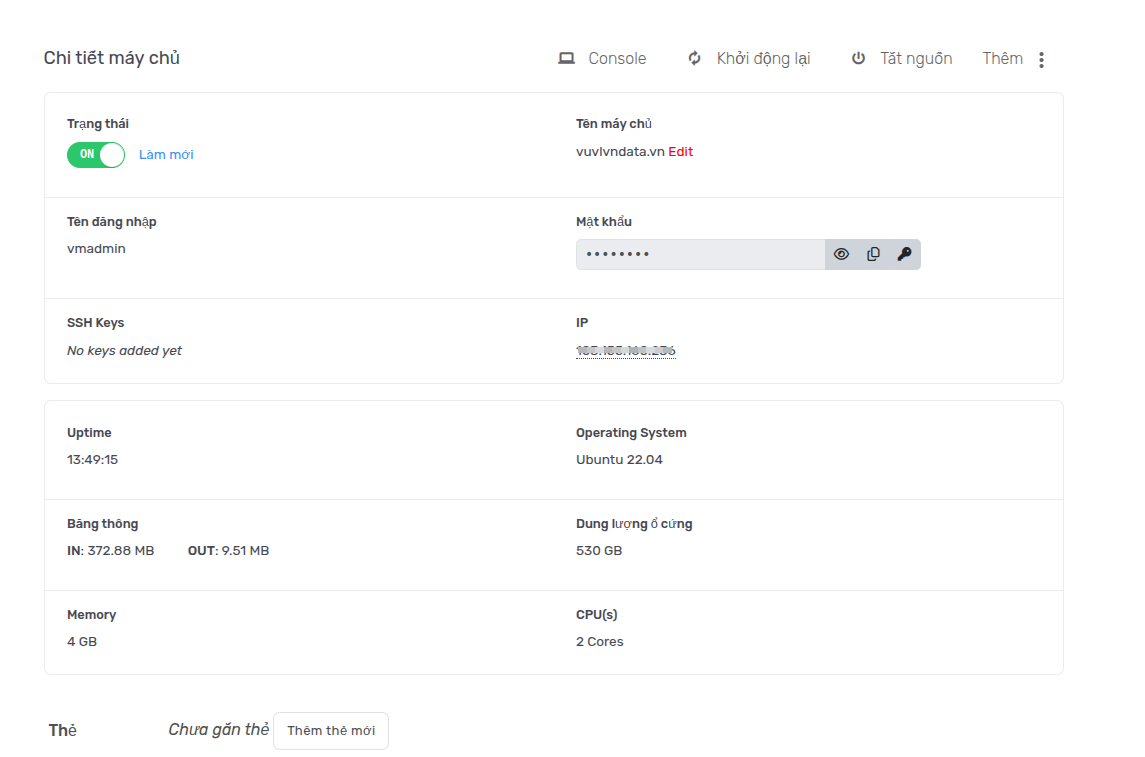 Chi tiết máy chủ
Console Khởi động lại Tắt nguồn Thêm
Trạng thái Tên máy chủ
ON Làm mới vuvlvndata.vn Edit
Tên đăng nhập Mật khẩu
vmadmin ••••••••
SSH Keys IP
No keys added yet
Uptime Operating System
13:49:15 Ubuntu 22.04
Băng thông Dung lượng ổ cứng
IN: 372.88 MB OUT: 9.51 MB 530 GB
Memory CPU(s)
4 GB 2 Cores
Thẻ Chưa gắn thẻ Thêm thẻ mới